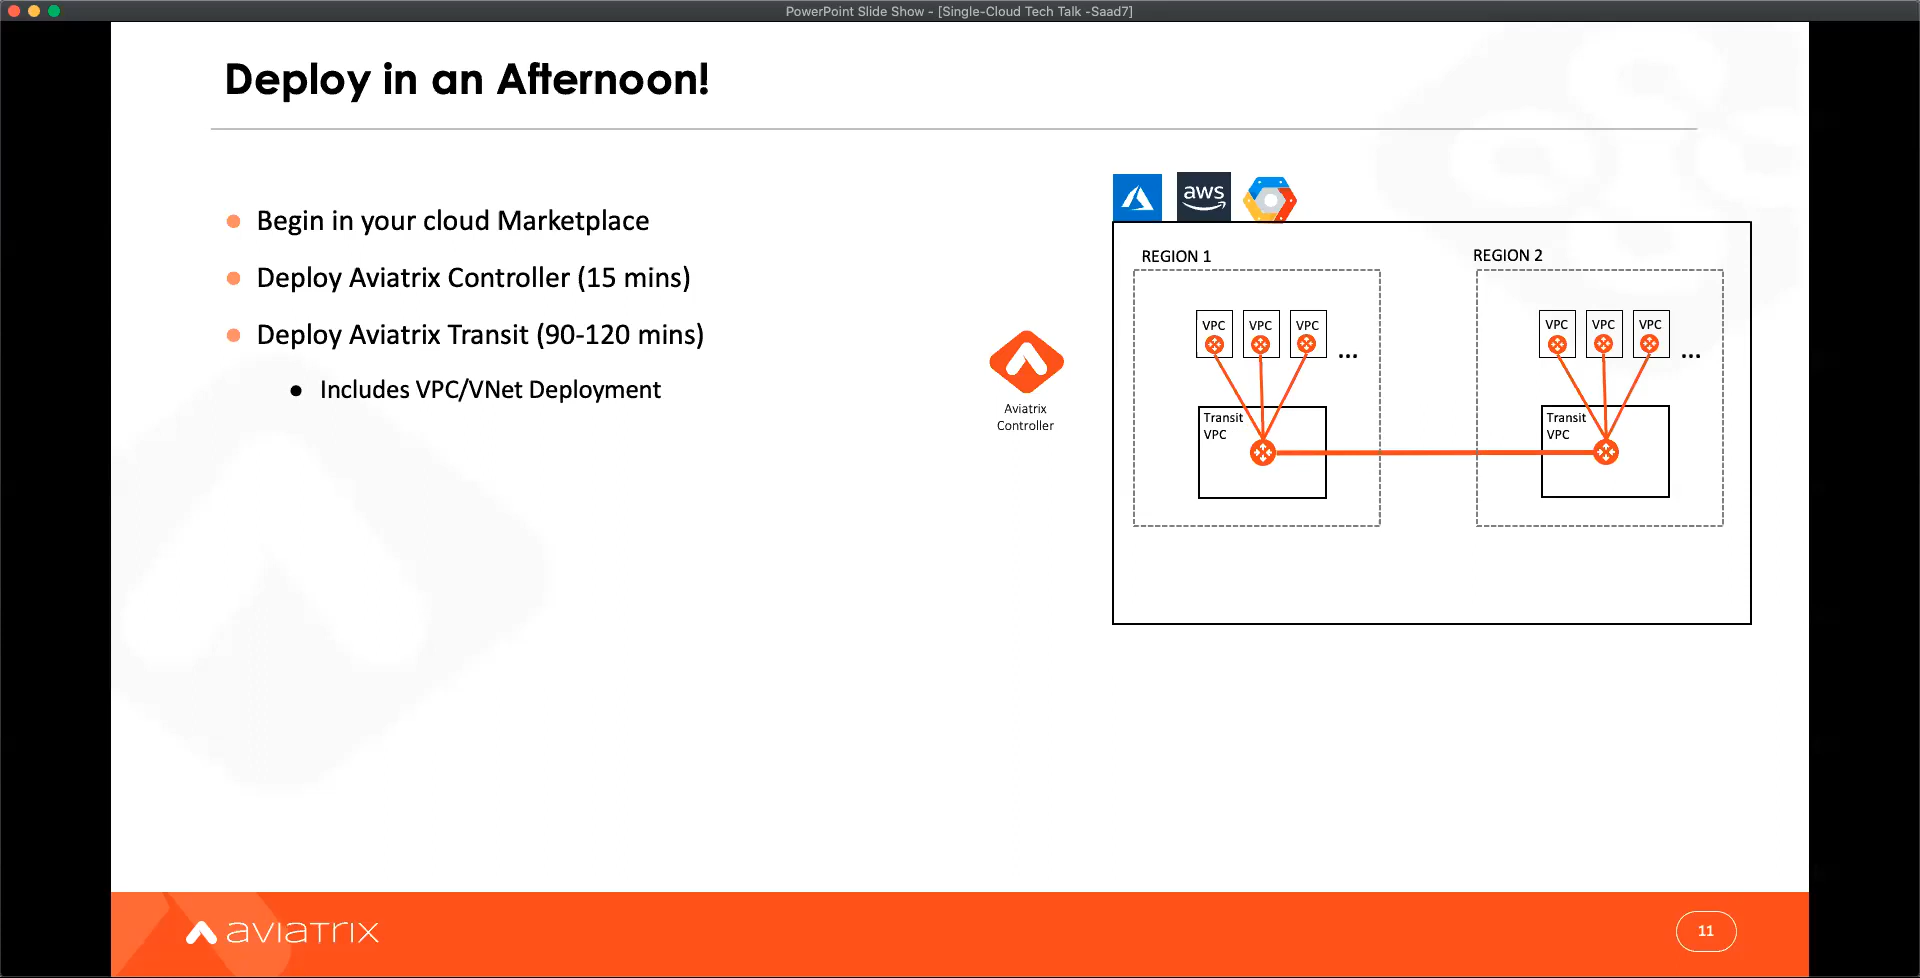 PowerPoint Slide Show - [Single-Cloud Tech Talk -Saad7]
Deploy in an Afternoon!
Begin in your cloud Marketplace
Deploy Aviatrix Controller (15 mins)
Deploy Aviatrix Transit (90-120 mins)
Includes VPC/VNet Deployment
Aviatrix
Controller
aws
REGION 1
VPC VPC VPC
...
Transit
VPC
REGION 2
VPC VPC VPC
...
Transit
VPC
aviatrix
11